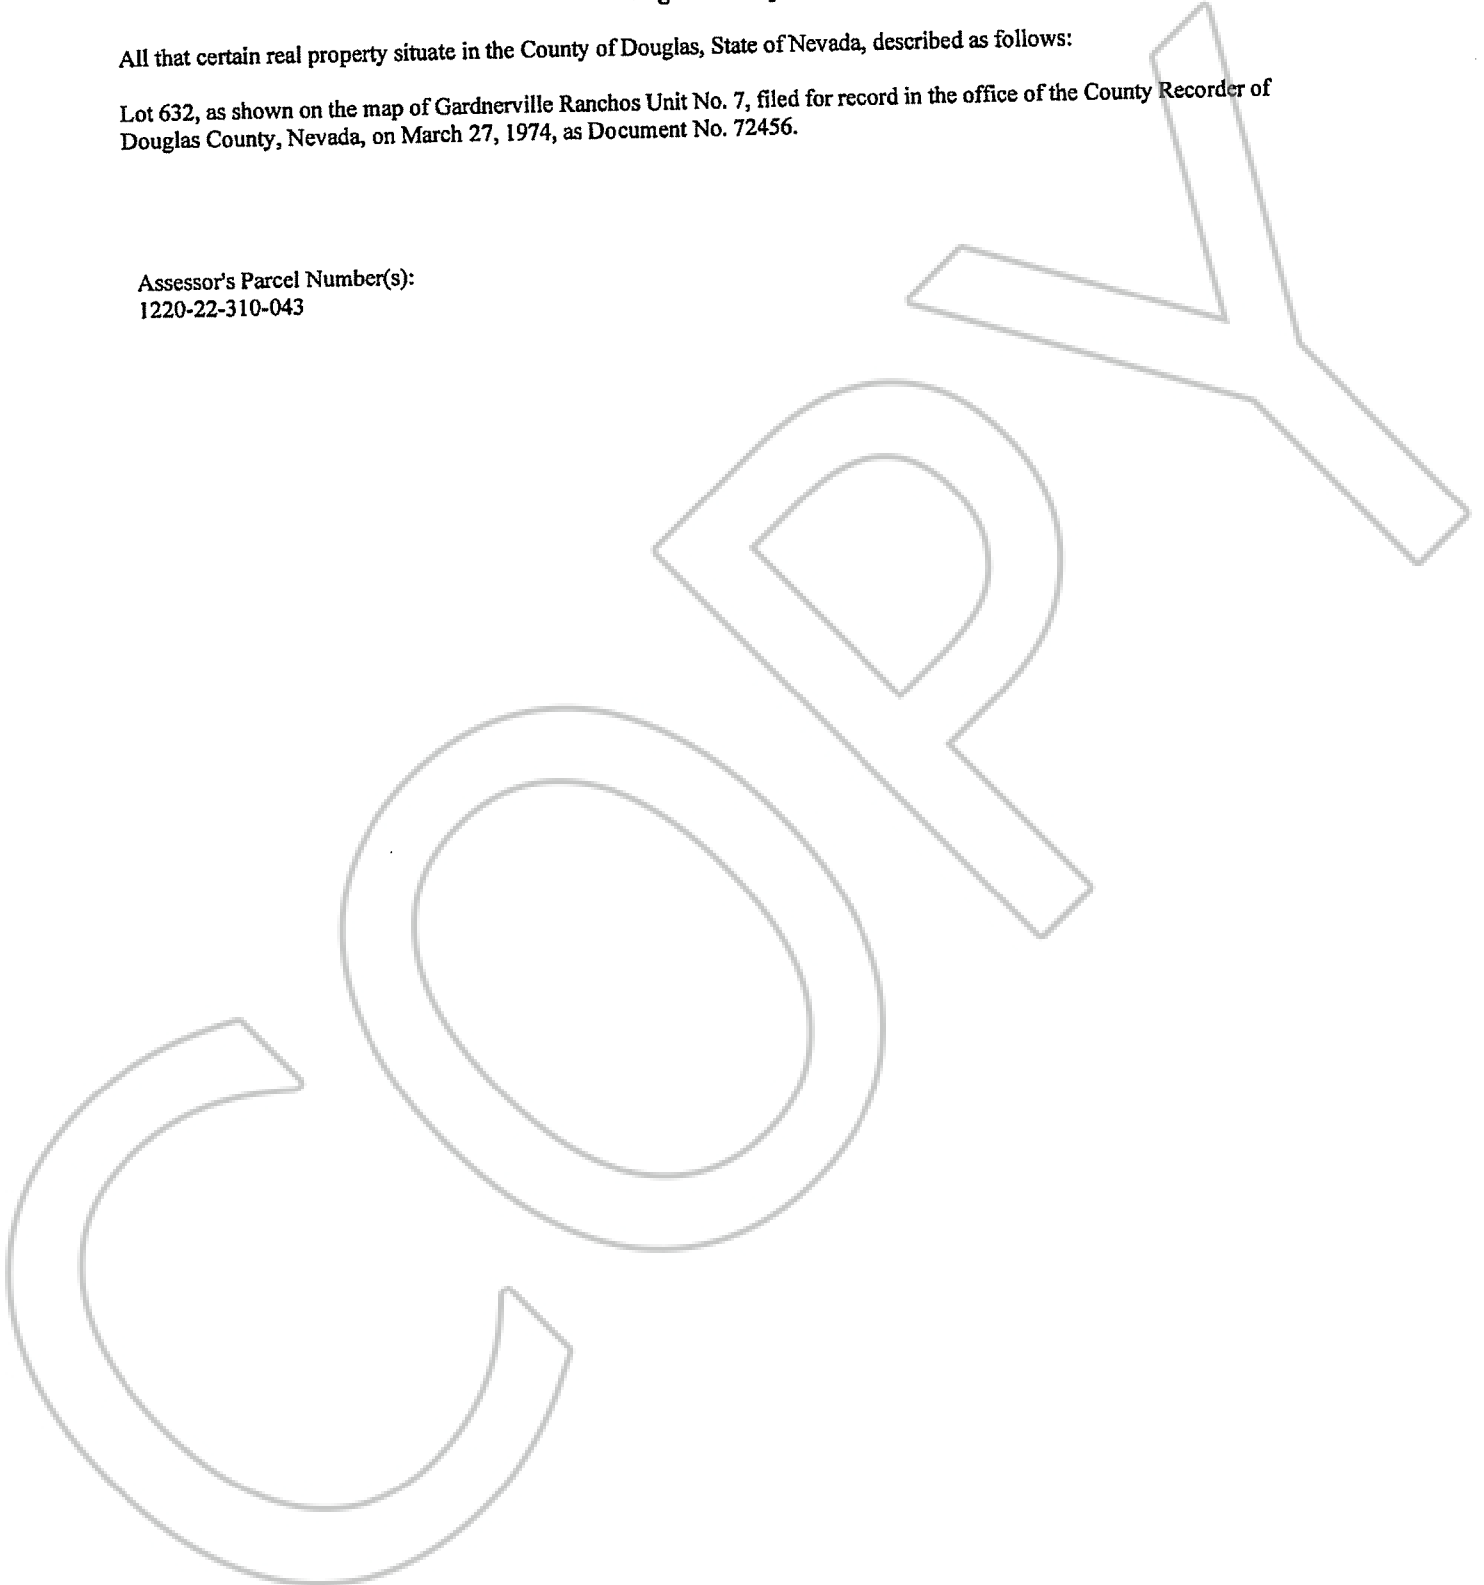 All that certain real property situate in the County of Douglas, State of Nevada, described as follows:
Lot 632, as shown on the map of Gardnerville Ranchos Unit No. 7, filed for record in the office of the County Recorder of
Douglas County, Nevada, on March 27, 1974, as Document No. 72456.
Assessor's Parcel Number(s):
1220-22-310-043
COPY